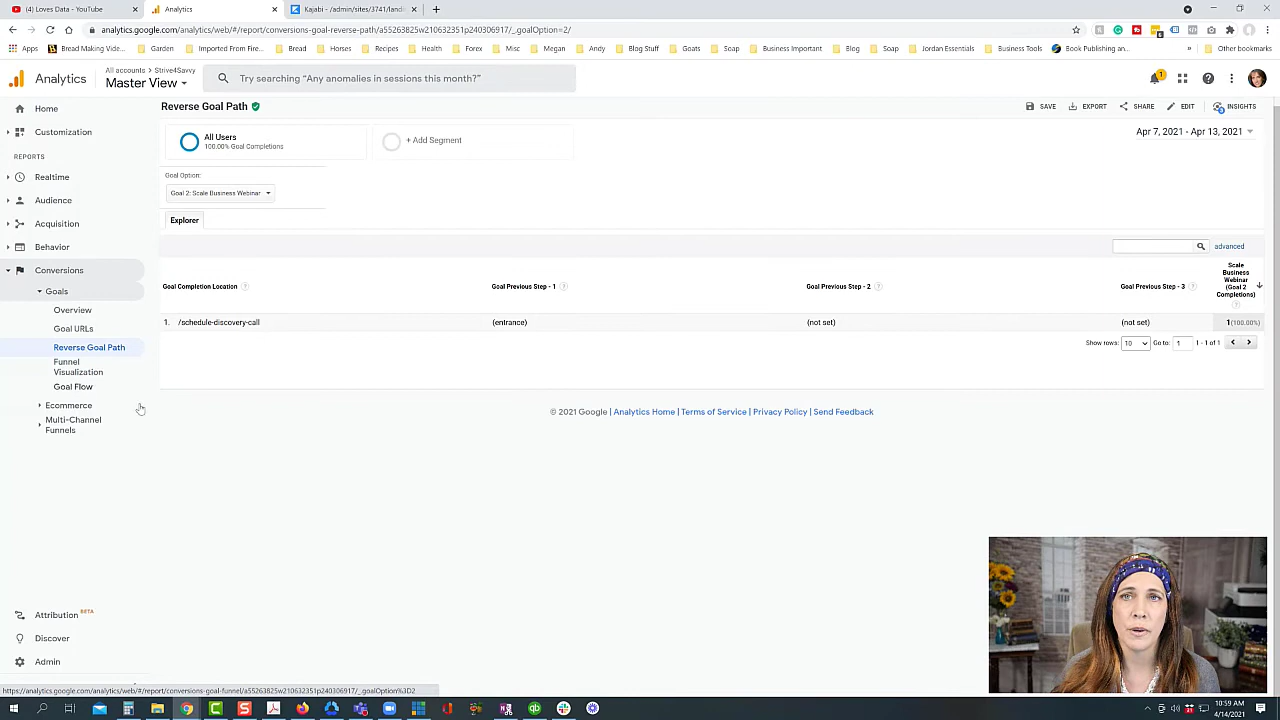 (4) Loves Data - YouTube
Analytics
Kajabi - /admin/sites/3741/land
analytics.google.com/analytics/web/#/report/conversions-goal-reverse-path/a55263825w210632351p240306917/_.goalOption=2/
Apps
Bread Making Vide...
Garden
Imported From Fire...
Bread
Horses
Recipes
Health
Forex
Misc
Megan
Andy
Blog Stuff
Goats
Soap
Business Important
Blog
Soap
Jordan Essentials
Business Tools
Book Publishing an...
»
Other bookmarks
Analytics
All accounts > Strive4Savvy
Master View
Try searching “Any anomalies in sessions this month?”
1
Home
Customization
REPORTS
Realtime
Audience
Acquisition
Behavior
Conversions
Goals
Overview
Goal URLs
Reverse Goal Path
Funnel
Visualization
Goal Flow
Ecommerce
Multi-Channel
Funnels
Attribution BETA
Discover
Admin
Reverse Goal Path
SAVE
EXPORT
SHARE
EDIT
INSIGHTS
All Users
100.00% Goal Completions
+ Add Segment
Apr 7, 2021 - Apr 13, 2021
Goal Option:
Goal 2: Scale Business Webinar
Explorer
advanced
Goal Completion Location
Goal Previous Step - 1
Goal Previous Step - 2
Goal Previous Step - 3
Scale
Business
Webinar
(Goal 2
Completions)
1. /schedule-discovery-call
(entrance)
(not set)
(not set)
1(100.00%)
Show rows: 10
Go to: 1
1 - 1 of 1
© 2021 Google | Analytics Home | Terms of Service | Privacy Policy | Send Feedback
https://analytics.google.com/analytics/web/#/report/conversions-goal-funnel/a55263825w210632351p240306917/_.goalOption%3D2
10:59 AM
4/14/2021